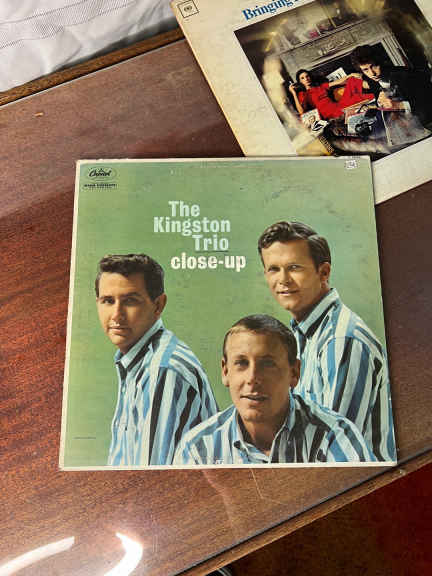 Bringing
Capitol
The
Kingston
Trio
close-up